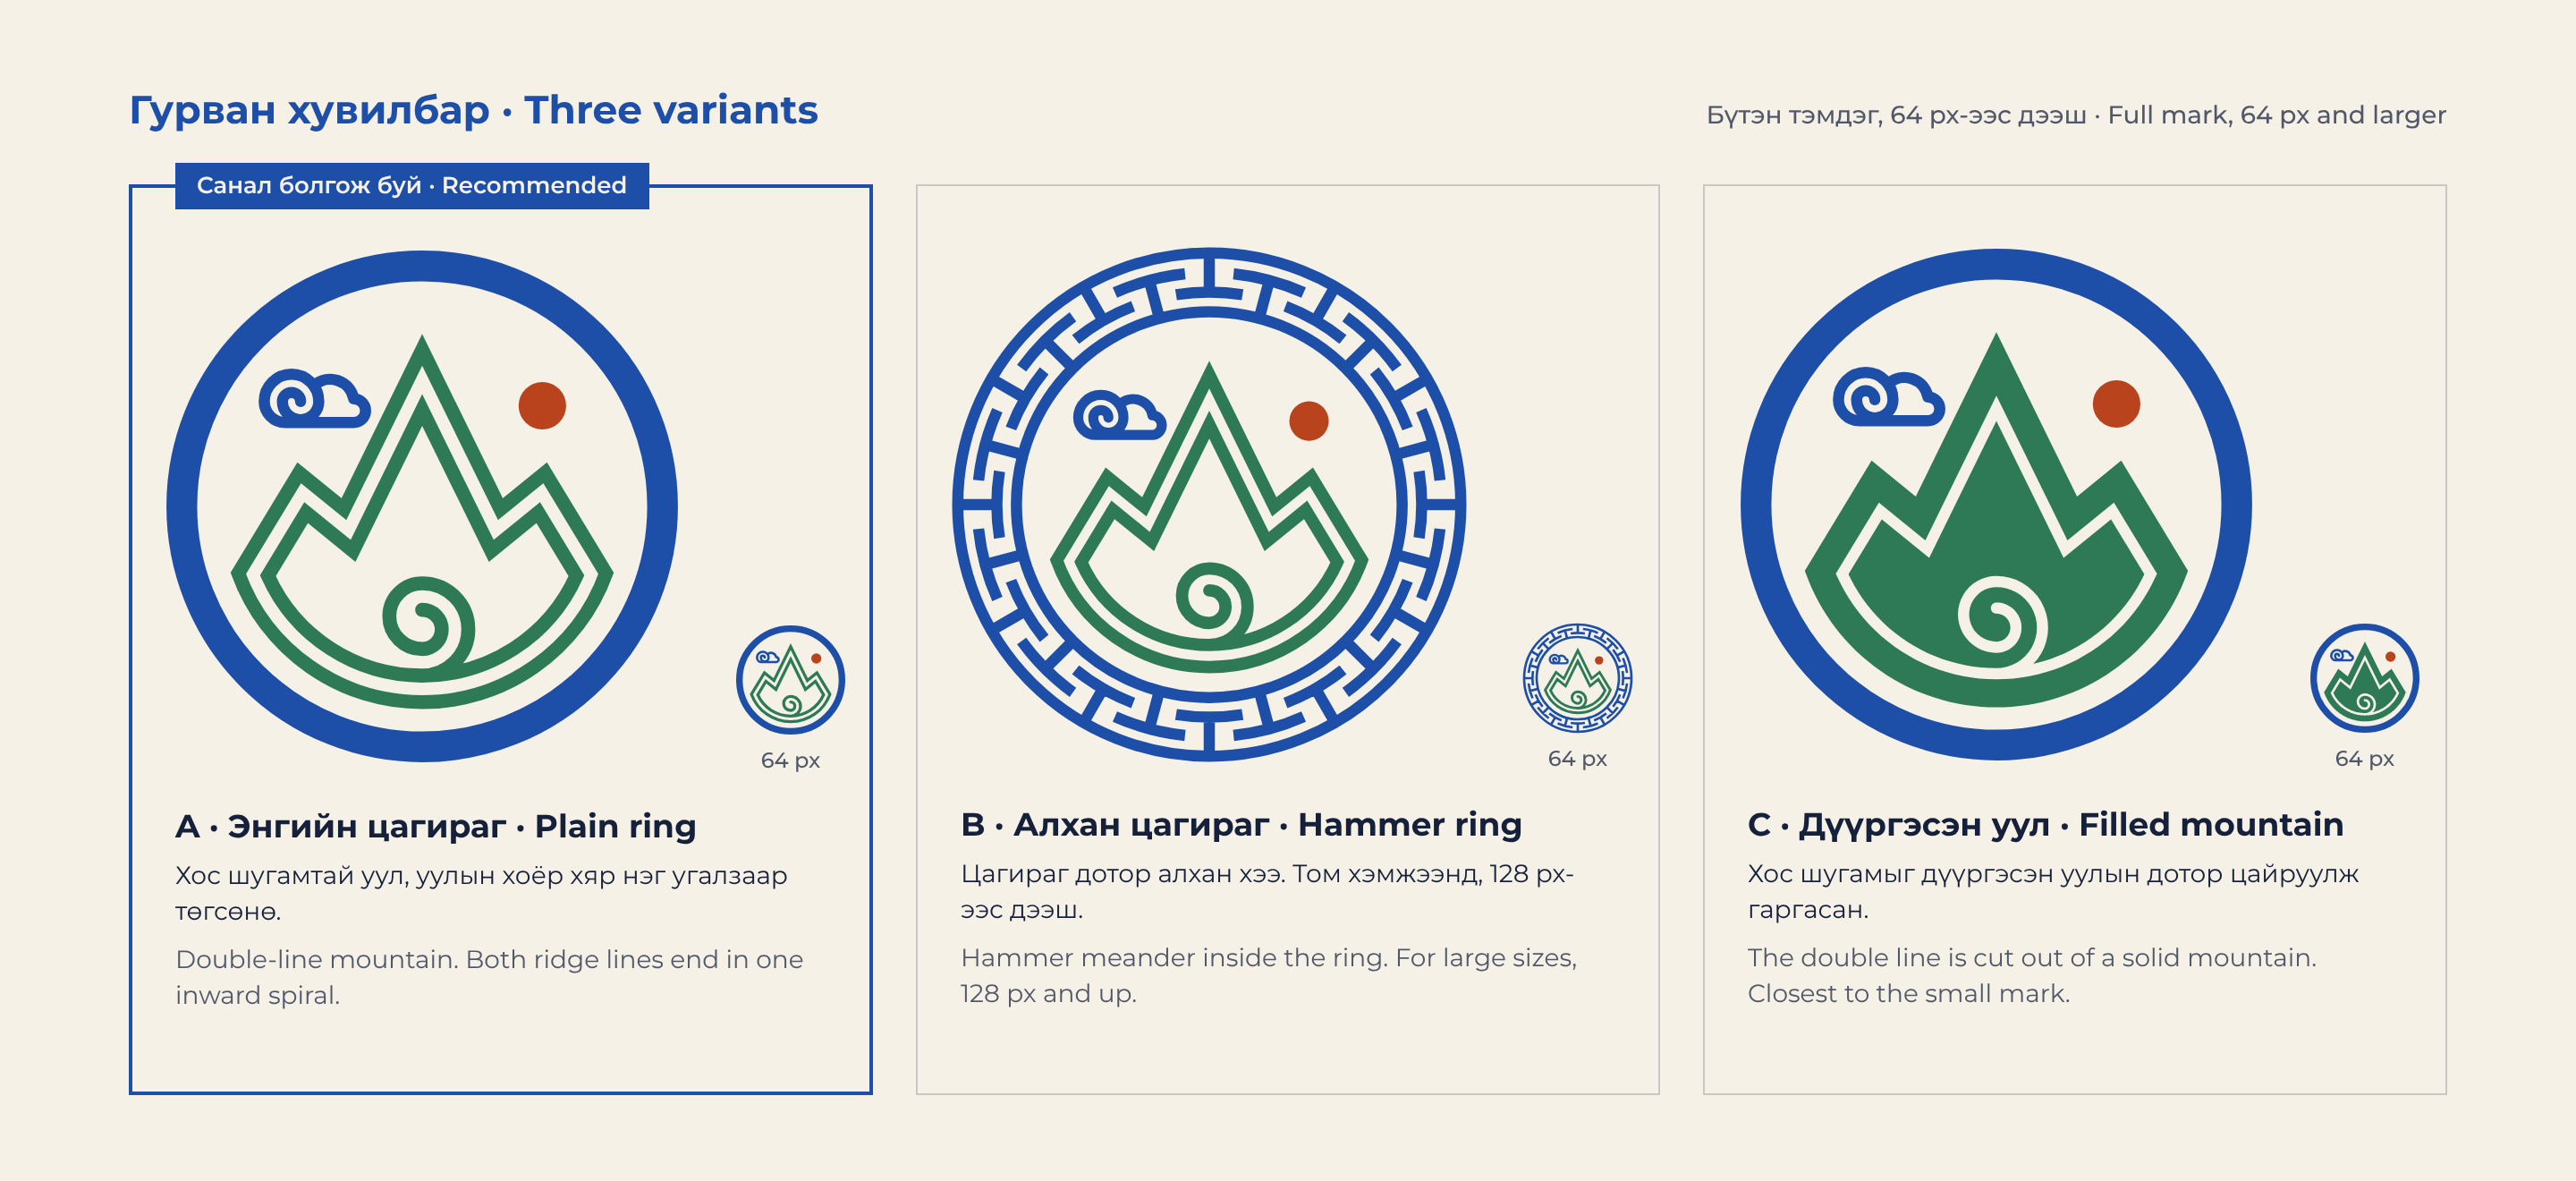 Гурван хувилбар · Three variants
Бүтэн тэмдэг, 64 px-ээс дээш · Full mark, 64 px and larger
Санал болгож буй · Recommended
64 px
A · Энгийн цагираг · Plain ring
Хос шугамтай уул, уулын хоёр хяр нэг угалзаар
төгсөнө.
Double-line mountain. Both ridge lines end in one
inward spiral.
64 px
B · Алхан цагираг · Hammer ring
Цагираг дотор алхан хээ. Том хэмжээнд, 128 px-
ээс дээш.
Hammer meander inside the ring. For large sizes,
128 px and up.
64 px
C · Дүүргэсэн уул · Filled mountain
Хос шугамыг дүүргэсэн уулын дотор цайруулж
гаргасан.
The double line is cut out of a solid mountain.
Closest to the small mark.